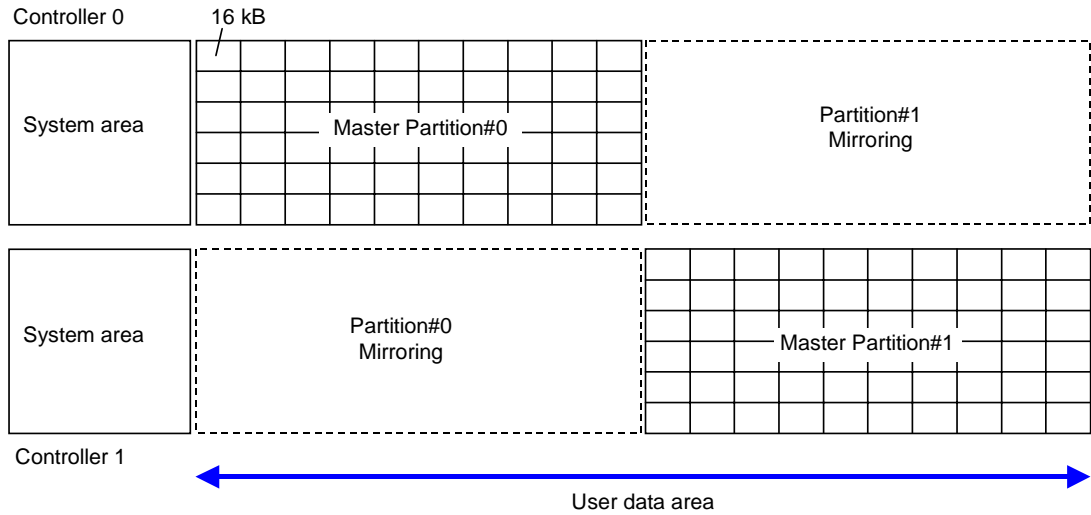 Controller 0
16 kB
System area
Master Partition#0
Partition#1
Mirroring
System area
Partition#0
Mirroring
Master Partition#1
Controller 1
User data area